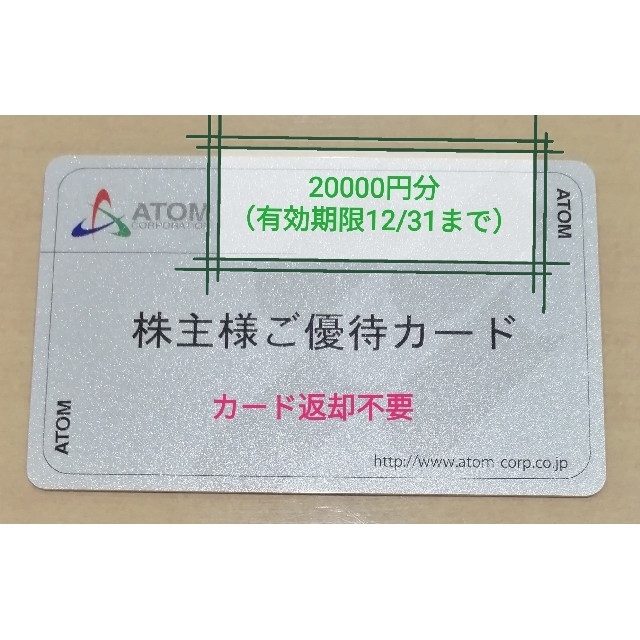 20000円分
（有効期限12/31まで）
ATOM
CORPORATION
ATOM
株主様ご優待カード
カード返却不要
ATOM
http://www.atom-corp.co.jp